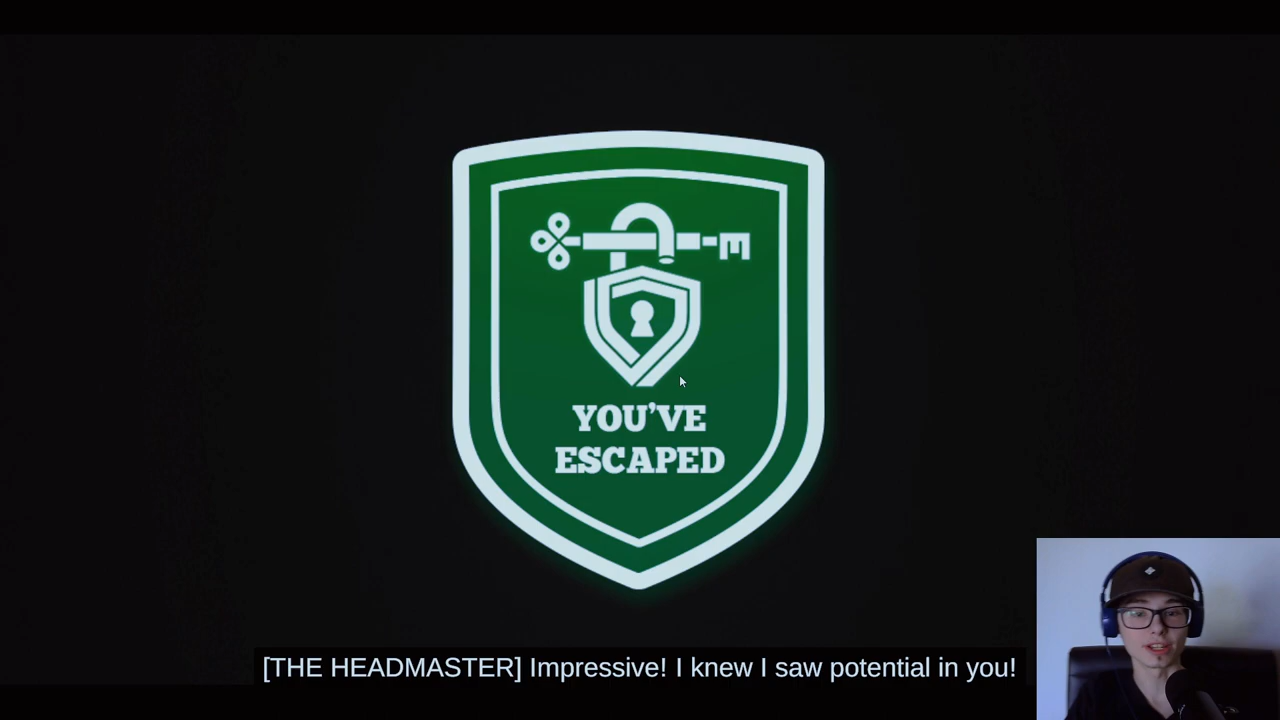 YOU'VE
ESCAPED
[THE HEADMASTER] Impressive! I knew I saw potential in you!